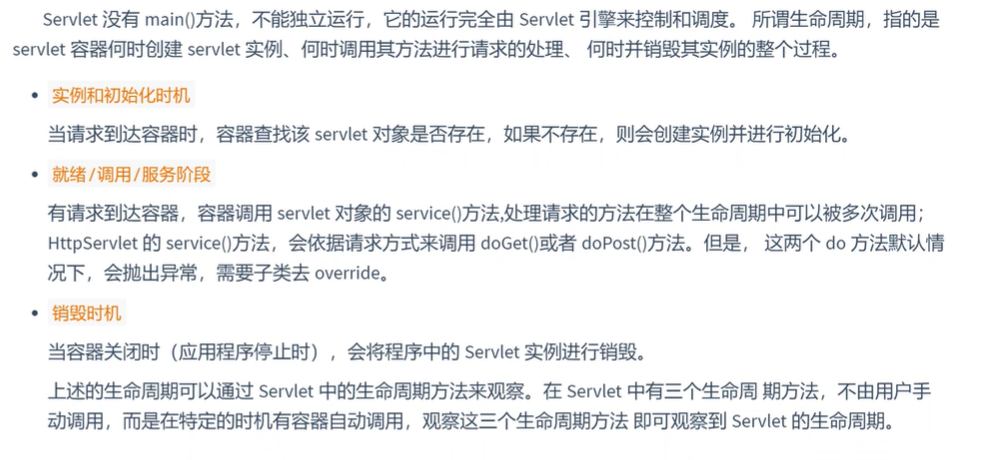 Servlet 没有 main()方法，不能独立运行，它的运行完全由 Servlet 引擎来控制和调度。 所谓生命周期，指的是
servlet 容器何时创建 servlet 实例、何时调用其方法进行请求的处理、 何时并销毁其实例的整个过程。
• 实例和初始化时机
当请求到达容器时，容器查找该 servlet 对象是否存在，如果不存在，则会创建实例并进行初始化。
• 就绪/调用/服务阶段
有请求到达容器，容器调用 servlet 对象的 service()方法,处理请求的方法在整个生命周期中可以被多次调用；
HttpServlet 的 service()方法，会依据请求方式来调用 doGet()或者 doPost()方法。但是， 这两个 do 方法默认情
况下，会抛出异常，需要子类去 override。
• 销毁时机
当容器关闭时（应用程序停止时），会将程序中的 Servlet 实例进行销毁。
上述的生命周期可以通过 Servlet 中的生命周期方法来观察。在 Servlet 中有三个生命周 期方法，不由用户手
动调用，而是在特定的时机有容器自动调用，观察这三个生命周期方法 即可观察到 Servlet 的生命周期。